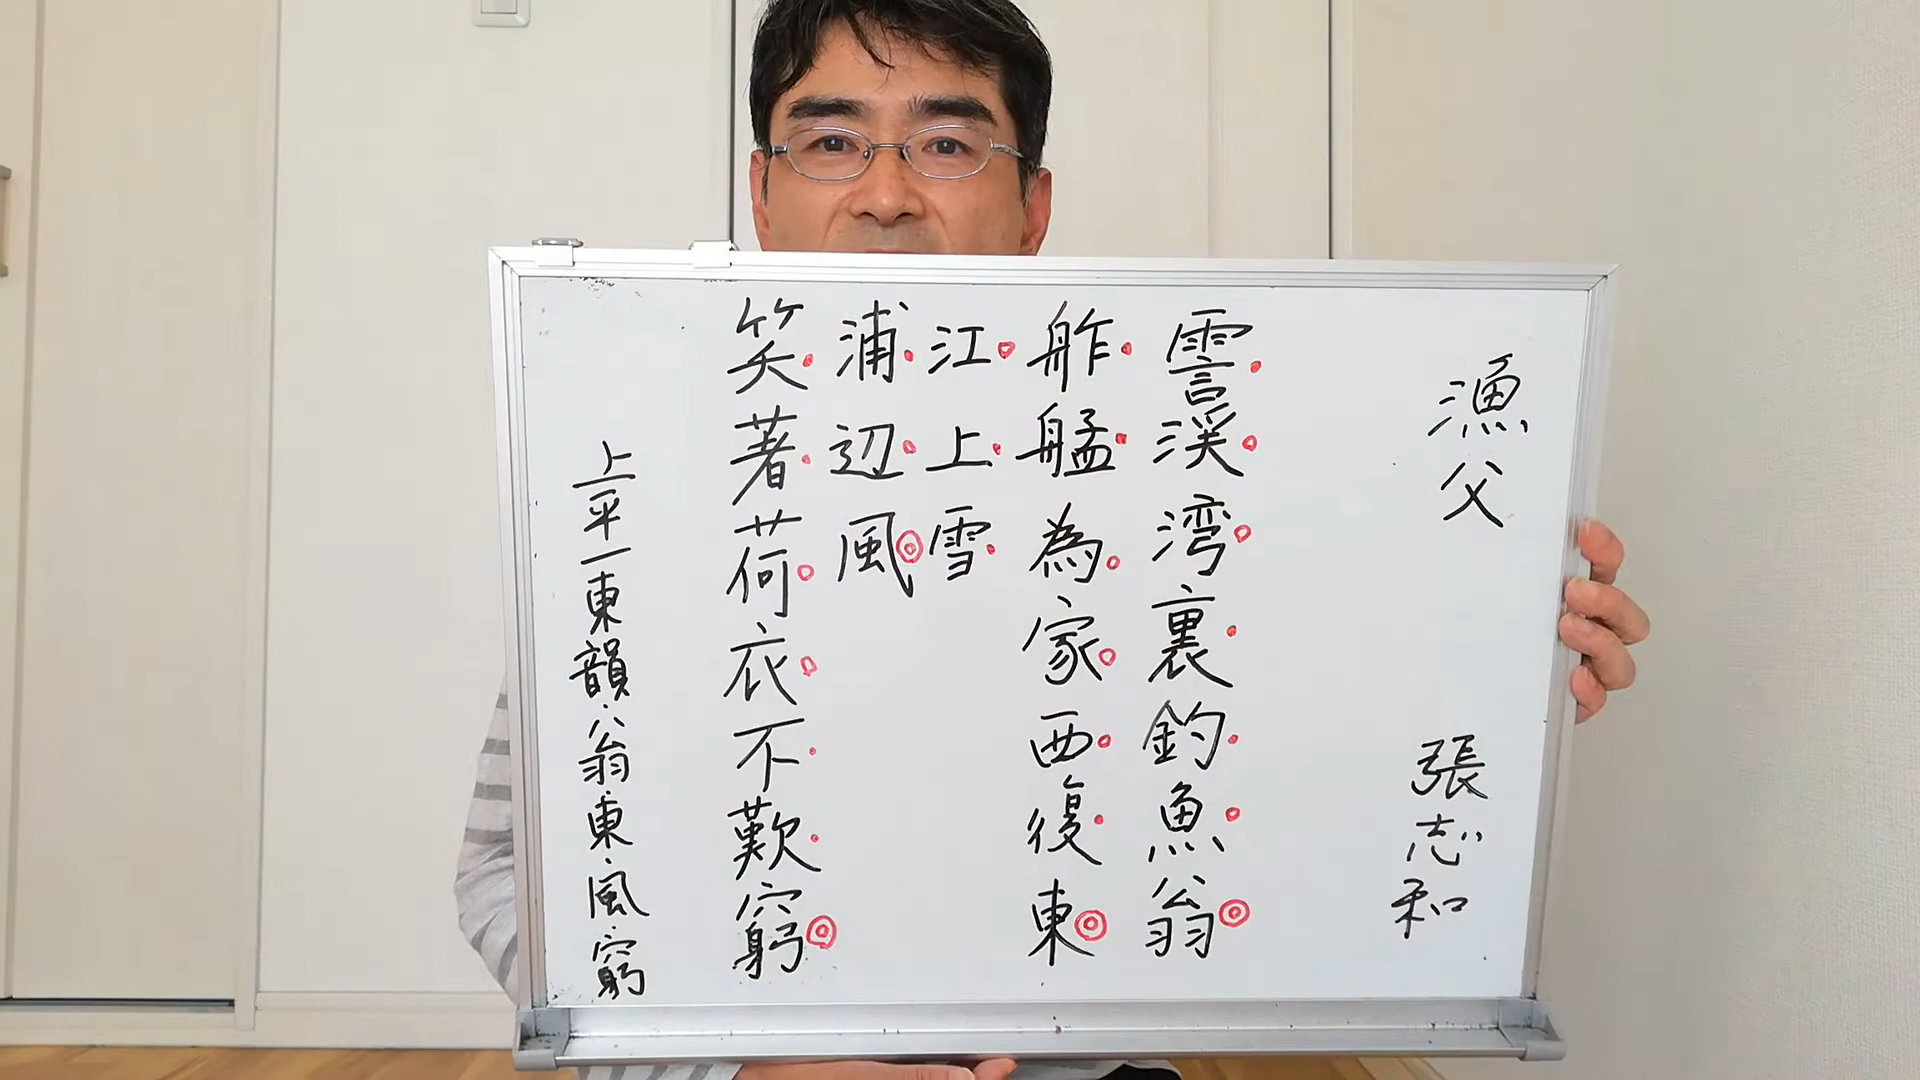 漁父 張志和
霅溪湾裏釣魚翁
舴艋為家西復東
江上雪
浦辺風
笑著荷衣不歎窮
上平一東韻・翁・東・風・窮